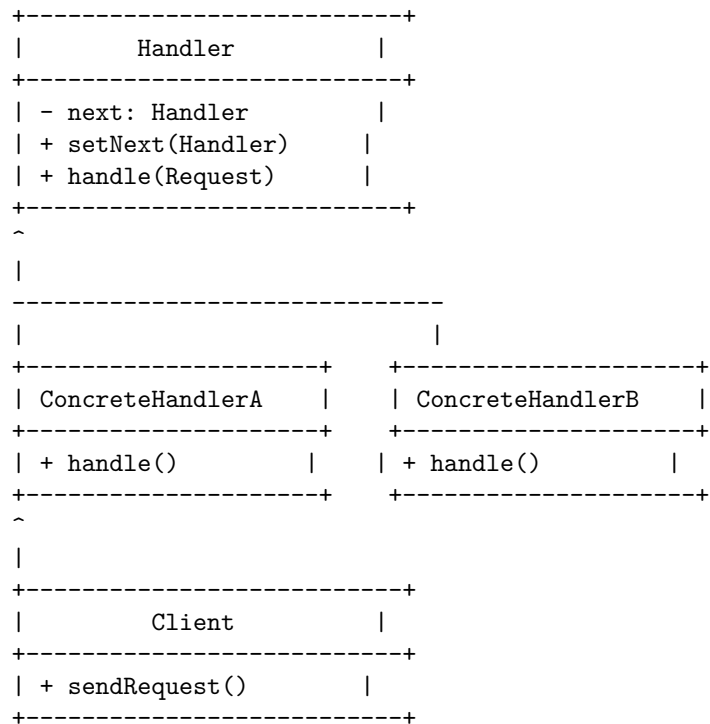 +---------------------------+
|        Handler          |
+---------------------------+
| - next: Handler         |
| + setNext(Handler)     |
| + handle(Request)      |
+---------------------------+
^
|
-------------------------------
|                             |
+---------------------+    +---------------------+
| ConcreteHandlerA    |    | ConcreteHandlerB    |
+---------------------+    +---------------------+
| + handle()         |    | + handle()         |
+---------------------+    +---------------------+
^
|
+---------------------------+
|         Client          |
+---------------------------+
| + sendRequest()        |
+---------------------------+